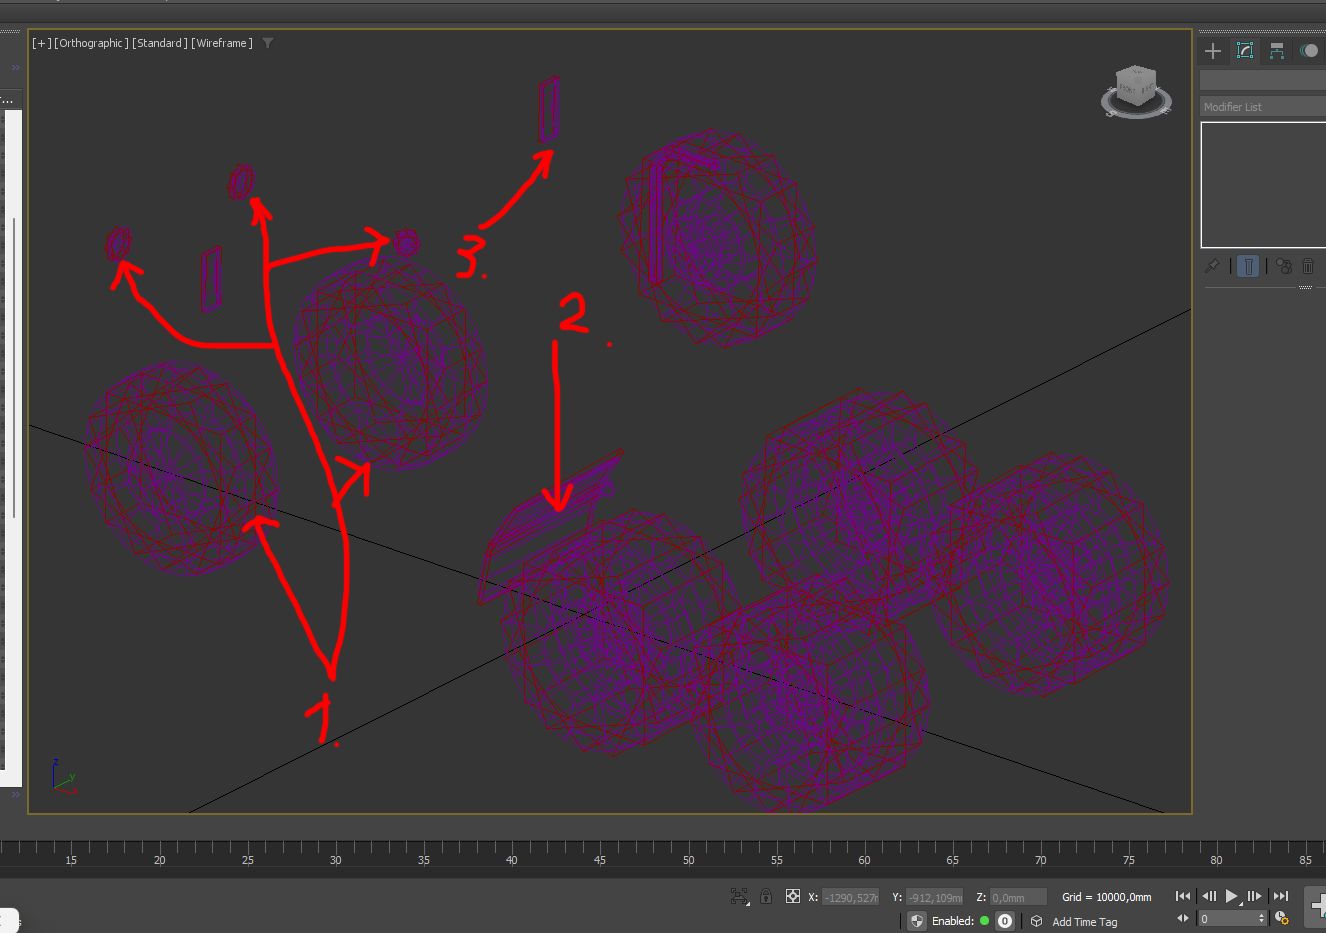 [+] [Orthographic] [Standard] [Wireframe]
Modifier List
3.
2.
1.
z
y
x
15 20 25 30 35 40 45 50 55 60 65 70 75 80 85
X: -1290,527r Y: -912,109m Z: 0,0mm Grid = 10000,0mm
Enabled: 0 Add Time Tag
0